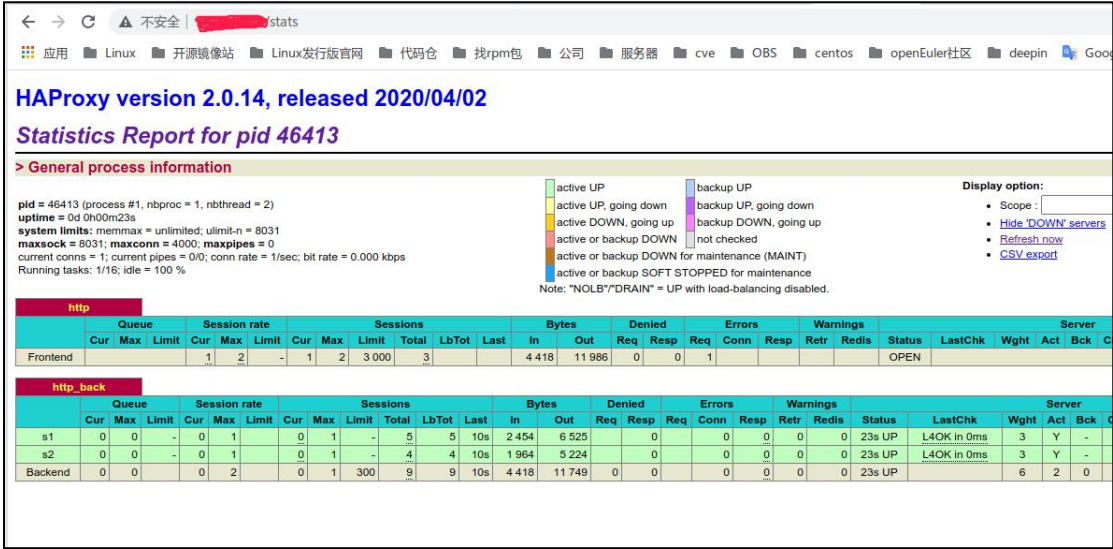 不安全 /stats
应用 Linux 开源镜像站 Linux发行版官网 代码仓 找rpm包 公司 服务器 cve OBS centos openEuler社区 deepin Goog
HAProxy version 2.0.14, released 2020/04/02
Statistics Report for pid 46413
> General process information
pid = 46413 (process #1, nbproc = 1, nbthread = 2)
uptime = 0d 0h00m23s
system limits: memmax = unlimited; ulimit-n = 8031
maxsock = 8031; maxconn = 4000; maxpipes = 0
current conns = 1; current pipes = 0/0; conn rate = 1/sec; bit rate = 0.000 kbps
Running tasks: 1/16; idle = 100 %
active UP backup UP
active UP, going down backup UP, going down
active DOWN, going up backup DOWN, going up
active or backup DOWN not checked
active or backup DOWN for maintenance (MAINT)
active or backup SOFT STOPPED for maintenance
Note: "NOLB"/"DRAIN" = UP with load-balancing disabled.
Display option:
Scope :
Hide 'DOWN' servers
Refresh now
CSV export
http
Queue Session rate Sessions Bytes Denied Errors Warnings Server
Cur Max Limit Cur Max Limit Cur Max Limit Total LbTot Last In Out Req Resp Req Conn Resp Retr Redis Status LastChk Wght Act Bck C
Frontend 1 2 - 1 2 3 000 3 4 418 11 986 0 0 1 OPEN
http_back
Queue Session rate Sessions Bytes Denied Errors Warnings Server
Cur Max Limit Cur Max Limit Cur Max Limit Total LbTot Last In Out Req Resp Req Conn Resp Retr Redis Status LastChk Wght Act Bck C
s1 0 0 - 0 1 0 1 - 5 5 10s 2 454 6 525 0 0 0 0 0 23s UP L4OK in 0ms 3 Y -
s2 0 0 - 0 1 0 1 - 4 4 10s 1 964 5 224 0 0 0 0 0 23s UP L4OK in 0ms 3 Y -
Backend 0 0 0 2 0 1 300 9 9 10s 4 418 11 749 0 0 0 0 0 0 23s UP 6 2 0